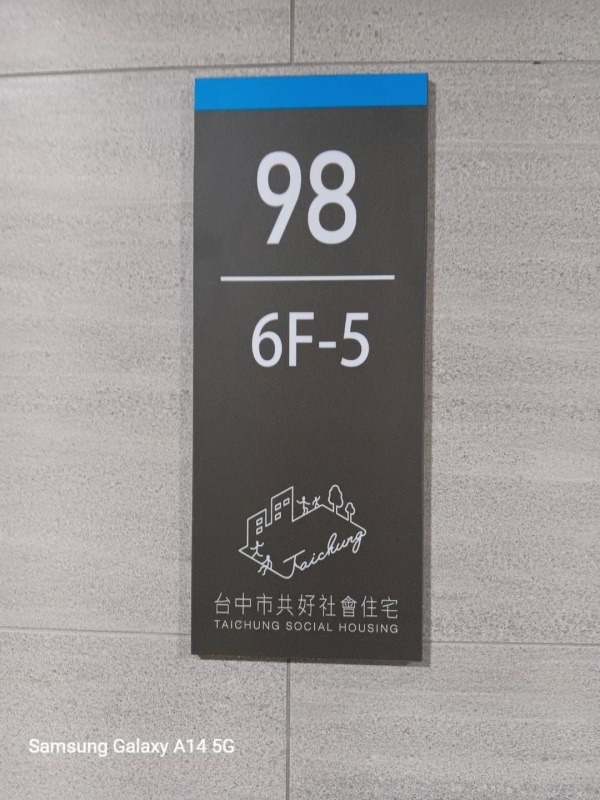 98
6F-5
Taichung
台中市共好社會住宅
TAICHUNG SOCIAL HOUSING
Samsung Galaxy A14 5G